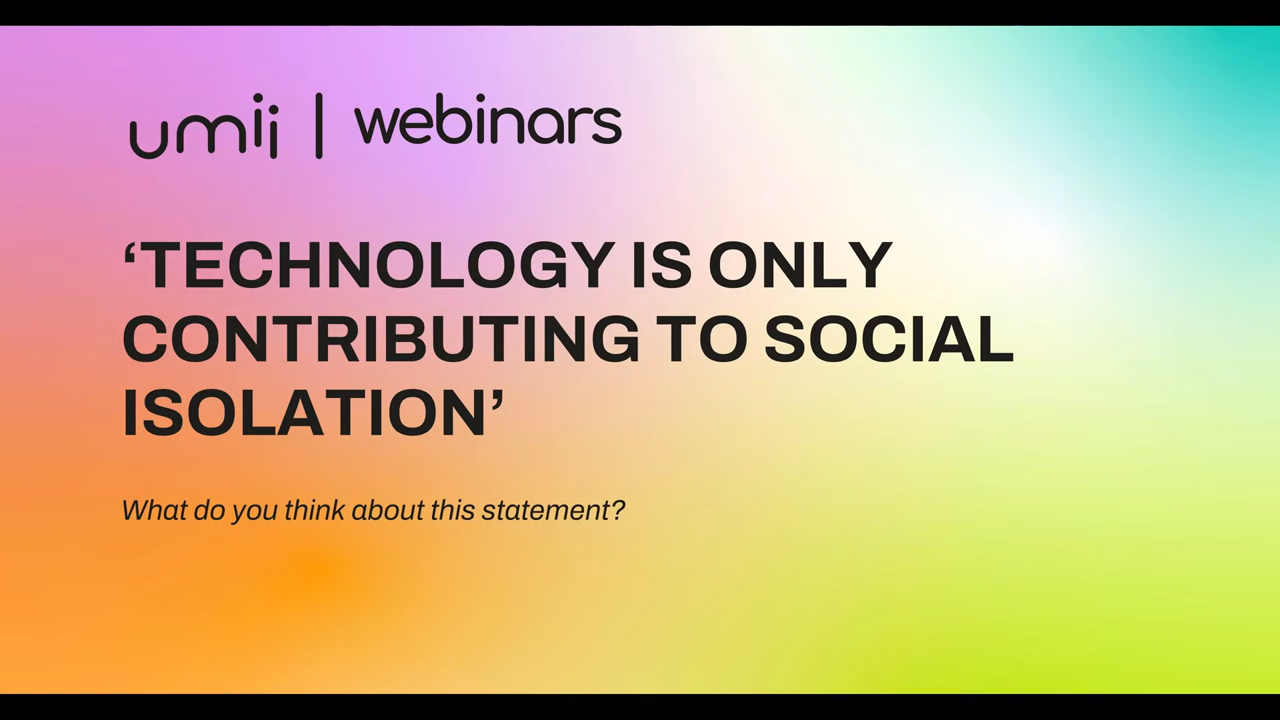 umii | webinars
‘TECHNOLOGY IS ONLY
CONTRIBUTING TO SOCIAL
ISOLATION’
What do you think about this statement?